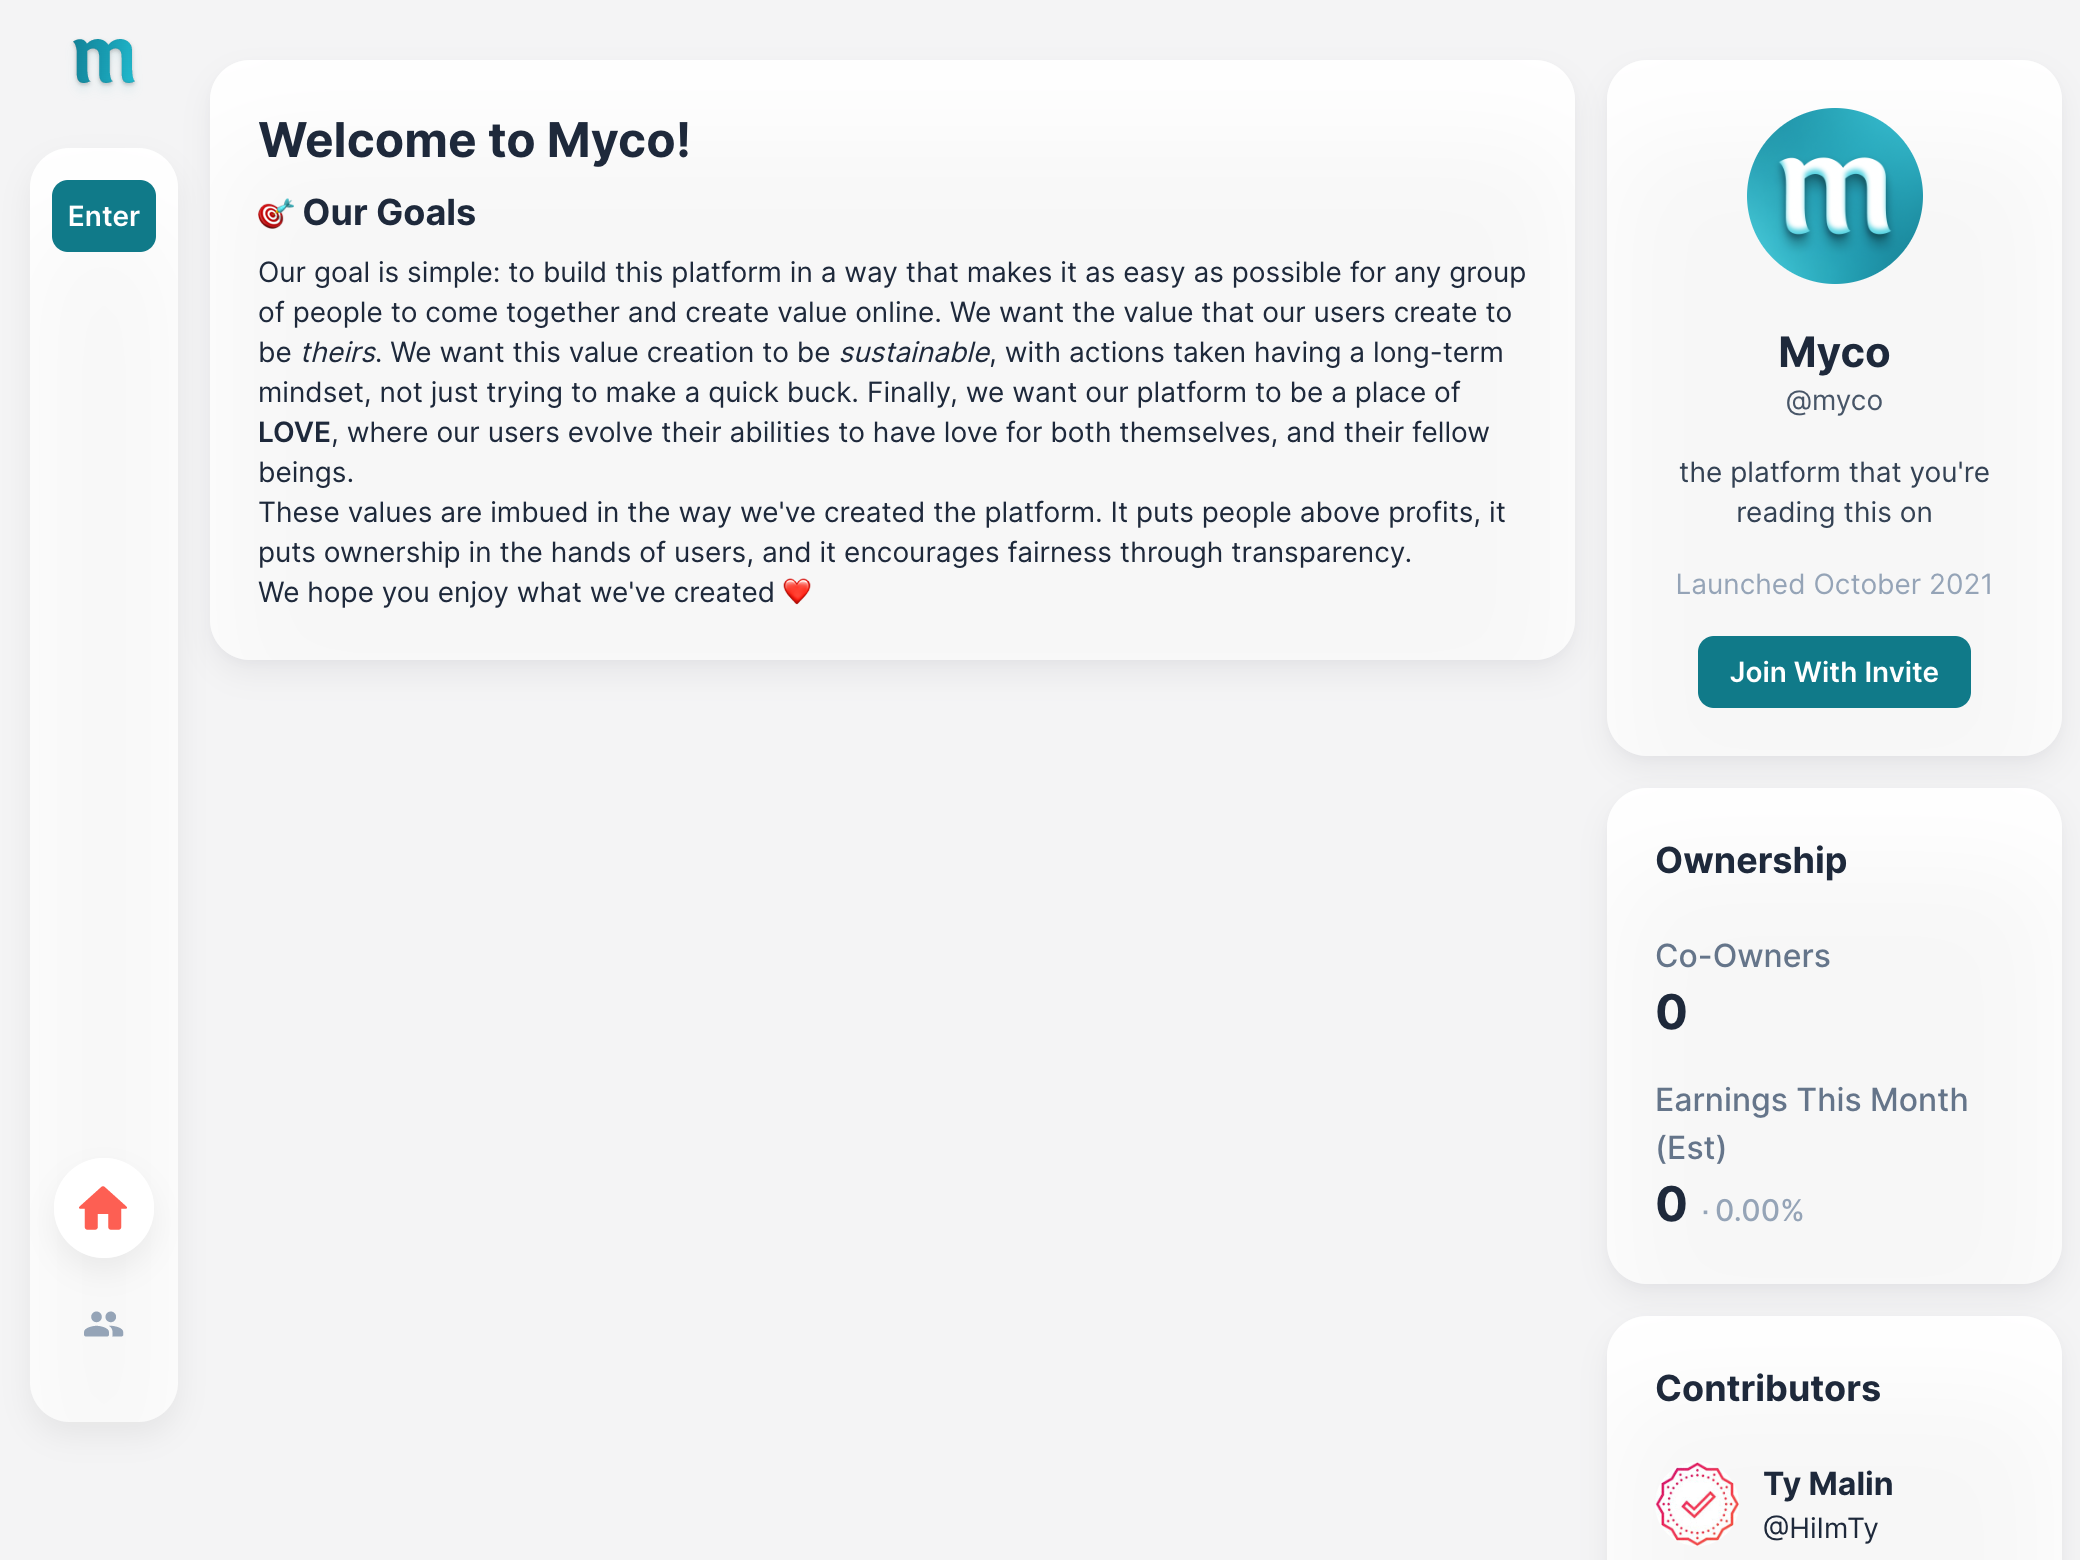 m
Enter
Welcome to Myco!
🎯 Our Goals
Our goal is simple: to build this platform in a way that makes it as easy as possible for any group
of people to come together and create value online. We want the value that our users create to
be theirs. We want this value creation to be sustainable, with actions taken having a long-term
mindset, not just trying to make a quick buck. Finally, we want our platform to be a place of
LOVE, where our users evolve their abilities to have love for both themselves, and their fellow
beings.
These values are imbued in the way we've created the platform. It puts people above profits, it
puts ownership in the hands of users, and it encourages fairness through transparency.
We hope you enjoy what we've created ❤️
m
Myco
@myco
the platform that you're
reading this on
Launched October 2021
Join With Invite
Ownership
Co-Owners
0
Earnings This Month
(Est)
0 · 0.00%
Contributors
Ty Malin
@HiImTy